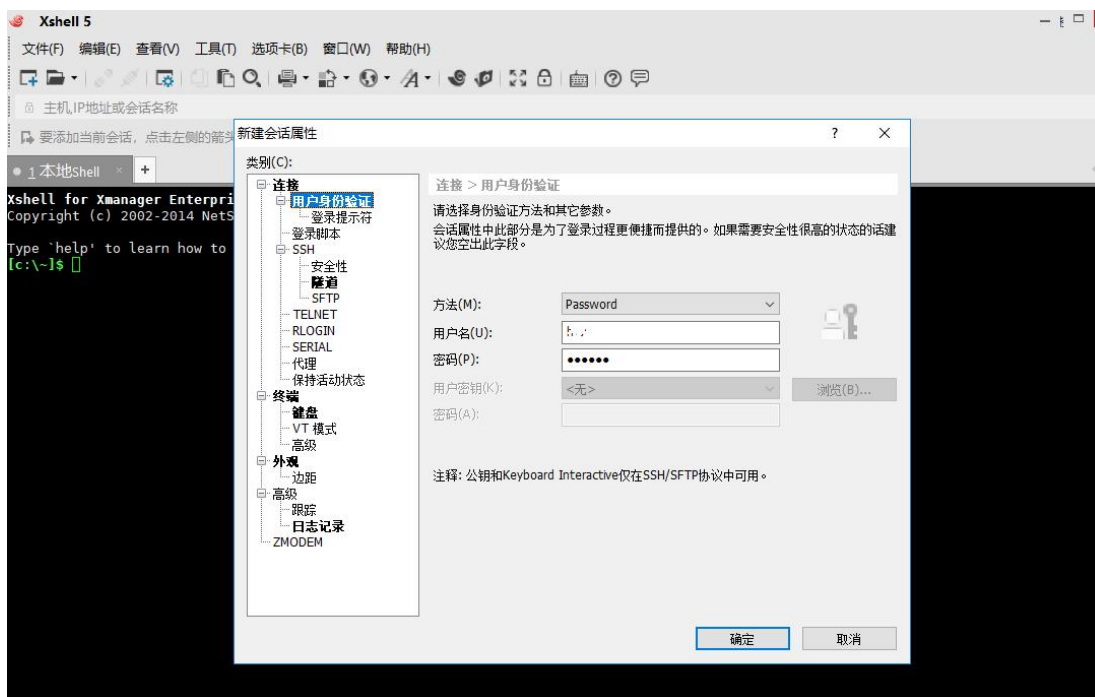 Xshell 5
文件(F) 编辑(E) 查看(V) 工具(T) 选项卡(B) 窗口(W) 帮助(H)
主机,IP地址或会话名称
要添加当前会话，点击左侧的箭头
1 本地Shell × +
Xshell for Xmanager Enterpri
Copyright (c) 2002-2014 NetS
Type `help' to learn how to
[c:\~]$
新建会话属性
类别(C):
连接
用户身份验证
登录提示符
登录脚本
SSH
安全性
隧道
SFTP
TELNET
RLOGIN
SERIAL
代理
保持活动状态
终端
键盘
VT 模式
高级
外观
边距
高级
跟踪
日志记录
ZMODEM
连接 > 用户身份验证
请选择身份验证方法和其它参数。
会话属性中此部分是为了登录过程更便捷而提供的。如果需要安全性很高的状态的话建
议您空出此字段。
方法(M): Password
用户名(U):
密码(P): ●●●●●●
用户密钥(K): <无> 浏览(B)...
密码(A):
注释: 公钥和Keyboard Interactive仅在SSH/SFTP协议中可用。
确定 取消